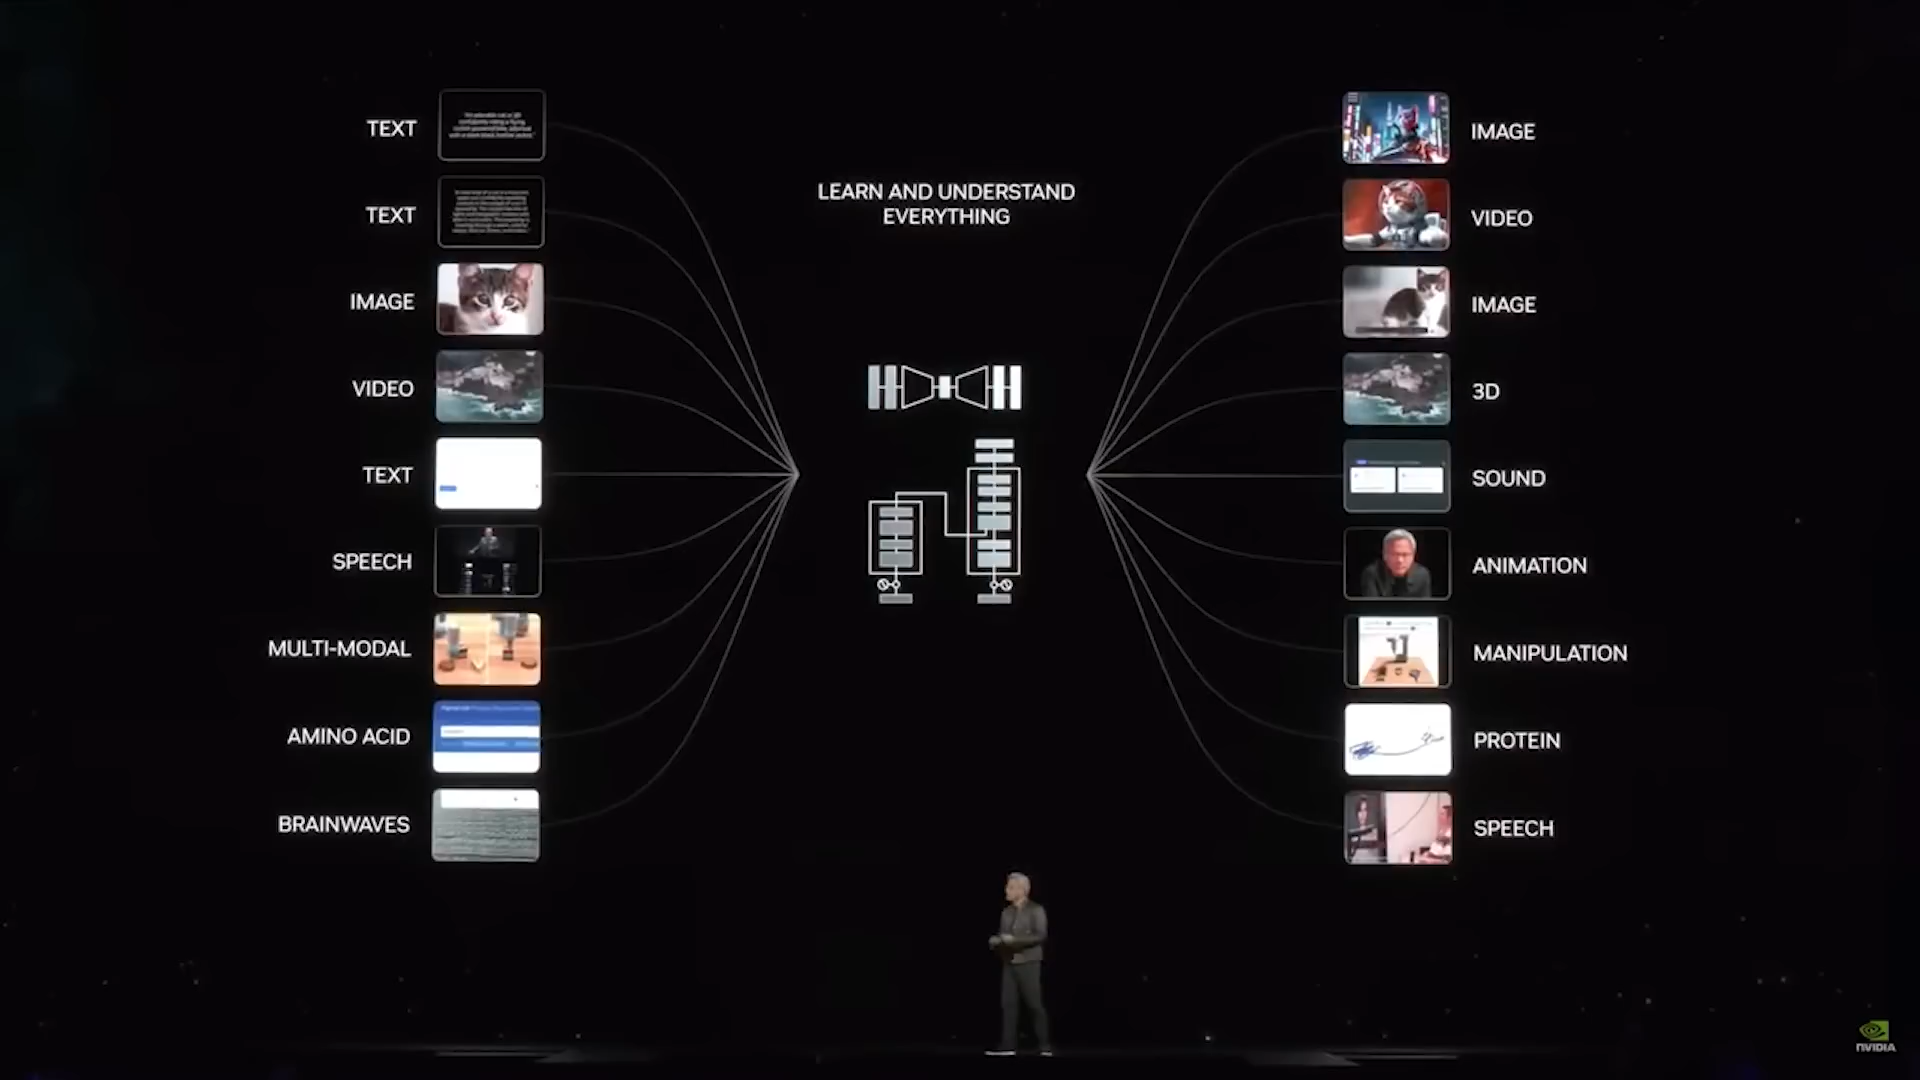 LEARN AND UNDERSTAND
EVERYTHING
TEXT
TEXT
IMAGE
VIDEO
TEXT
SPEECH
MULTI-MODAL
AMINO ACID
BRAINWAVES
IMAGE
VIDEO
IMAGE
3D
SOUND
ANIMATION
MANIPULATION
PROTEIN
SPEECH
NVIDIA